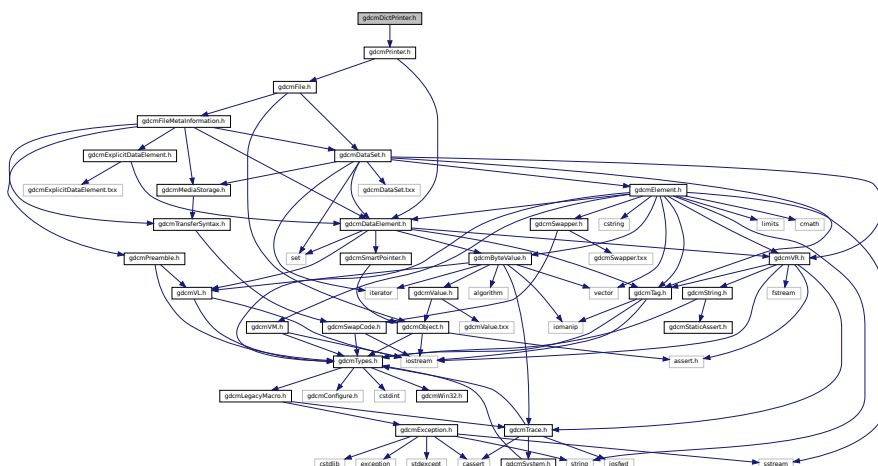 gdcmDictPrinter.h
gdcmPrinter.h
gdcmFile.h
gdcmFileMetaInformation.h
gdcmExplicitDataElement.h
gdcmDataSet.h
gdcmExplicitDataElement.txx
gdcmMediaStorage.h
gdcmDataSet.txx
gdcmElement.h
gdcmTransferSyntax.h
gdcmDataElement.h
gdcmSwapper.h
cstring
limits
cmath
gdcmPreamble.h
set
gdcmSmartPointer.h
gdcmByteValue.h
gdcmSwapper.txx
gdcmVR.h
gdcmVL.h
iterator
gdcmValue.h
algorithm
vector
gdcmTag.h
gdcmString.h
fstream
gdcmVM.h
gdcmSwapCode.h
gdcmObject.h
gdcmValue.txx
iomanip
gdcmStaticAssert.h
gdcmTypes.h
iostream
assert.h
gdcmLegacyMacro.h
gdcmConfigure.h
cstdint
gdcmWin32.h
gdcmException.h
gdcmTrace.h
cstdlib
exception
stdexcept
cassert
gdcmSystem.h
string
iosfwd
sstream